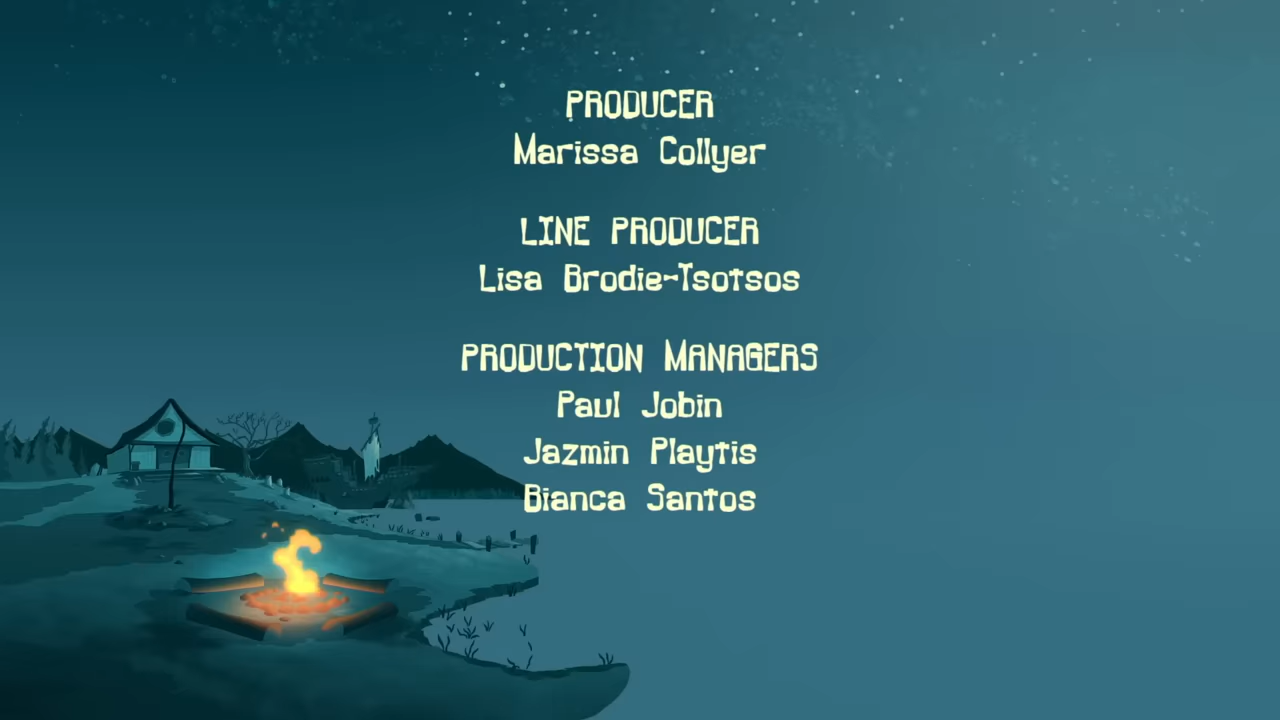 PRODUCER
Marissa Collyer
LINE PRODUCER
Lisa Brodie-Tsotsos
PRODUCTION MANAGERS
Paul Jobin
Jazmin Playtis
Bianca Santos